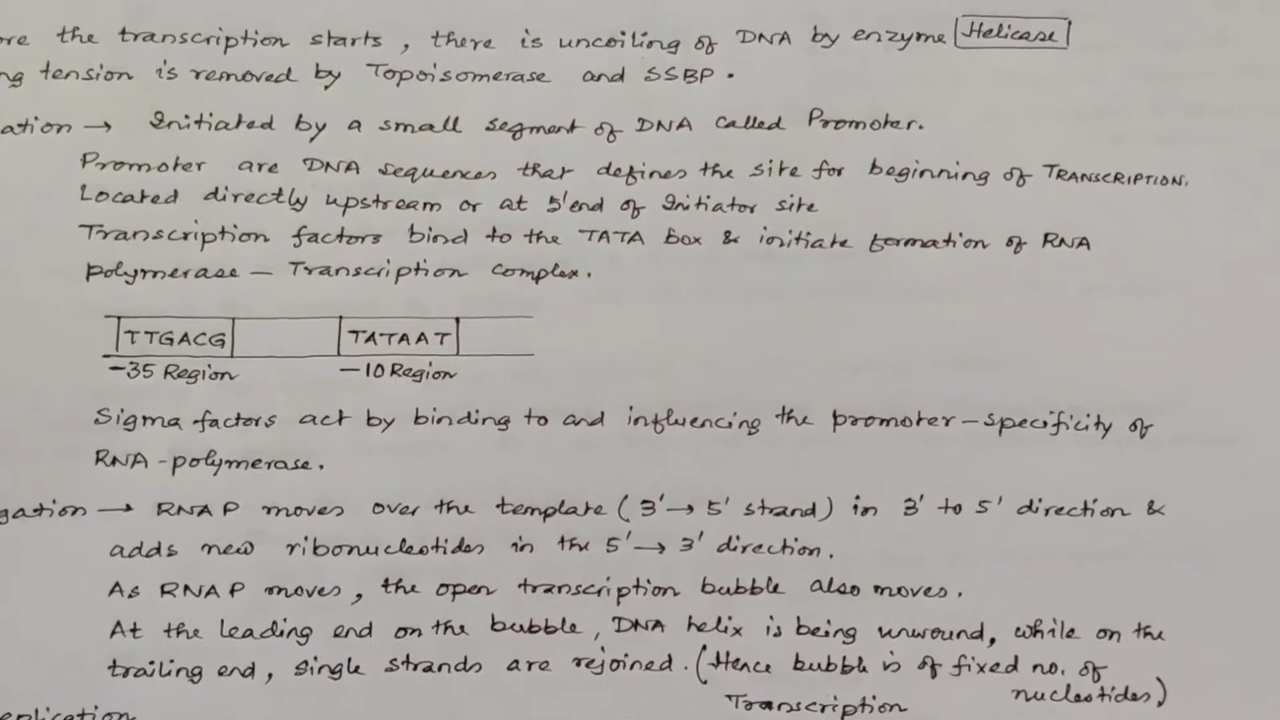 ore the transcription starts, there is uncoiling of DNA by enzyme Helicase
ng tension is removed by Topoisomerase and SSBP.
ation → Initiated by a small segment of DNA called Promoter.
Promoter are DNA sequences that defines the site for beginning of TRANSCRIPTION.
Located directly upstream or at 5'end of Initiator site
Transcription factors bind to the TATA box & initiate formation of RNA
polymerase - Transcription complex.
TTGACG TATAAT
-35 Region -10 Region
Sigma factors act by binding to and influencing the promoter-specificity of
RNA-polymerase.
gation → RNAP moves over the template (3'→5' strand) in 3' to 5' direction &
adds new ribonucleotides in the 5'→3' direction.
As RNAP moves, the open transcription bubble also moves.
At the leading end on the bubble, DNA helix is being unwound, while on the
trailing end, single strands are rejoined. (Hence bubble is of fixed no. of
nucleotides)
Transcription
eplication